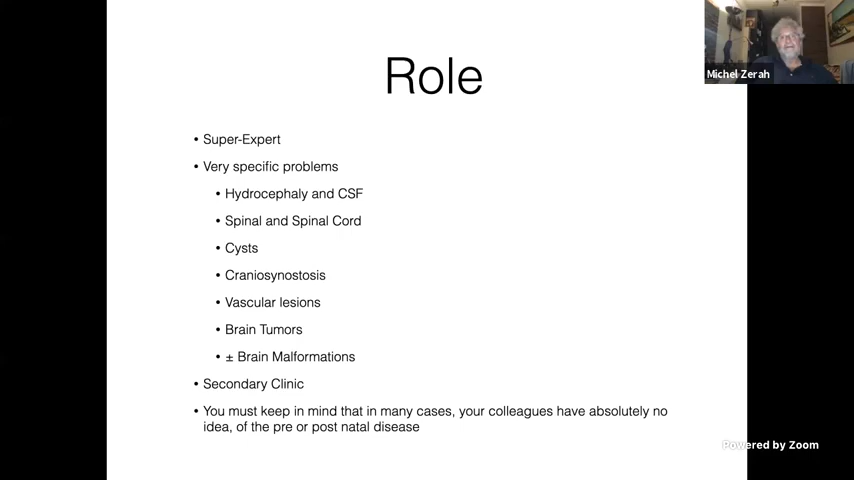 Role
Michel Zerah
• Super-Expert
• Very specific problems
• Hydrocephaly and CSF
• Spinal and Spinal Cord
• Cysts
• Craniosynostosis
• Vascular lesions
• Brain Tumors
• ± Brain Malformations
• Secondary Clinic
• You must keep in mind that in many cases, your colleagues have absolutely no
idea, of the pre or post natal disease
Powered by Zoom